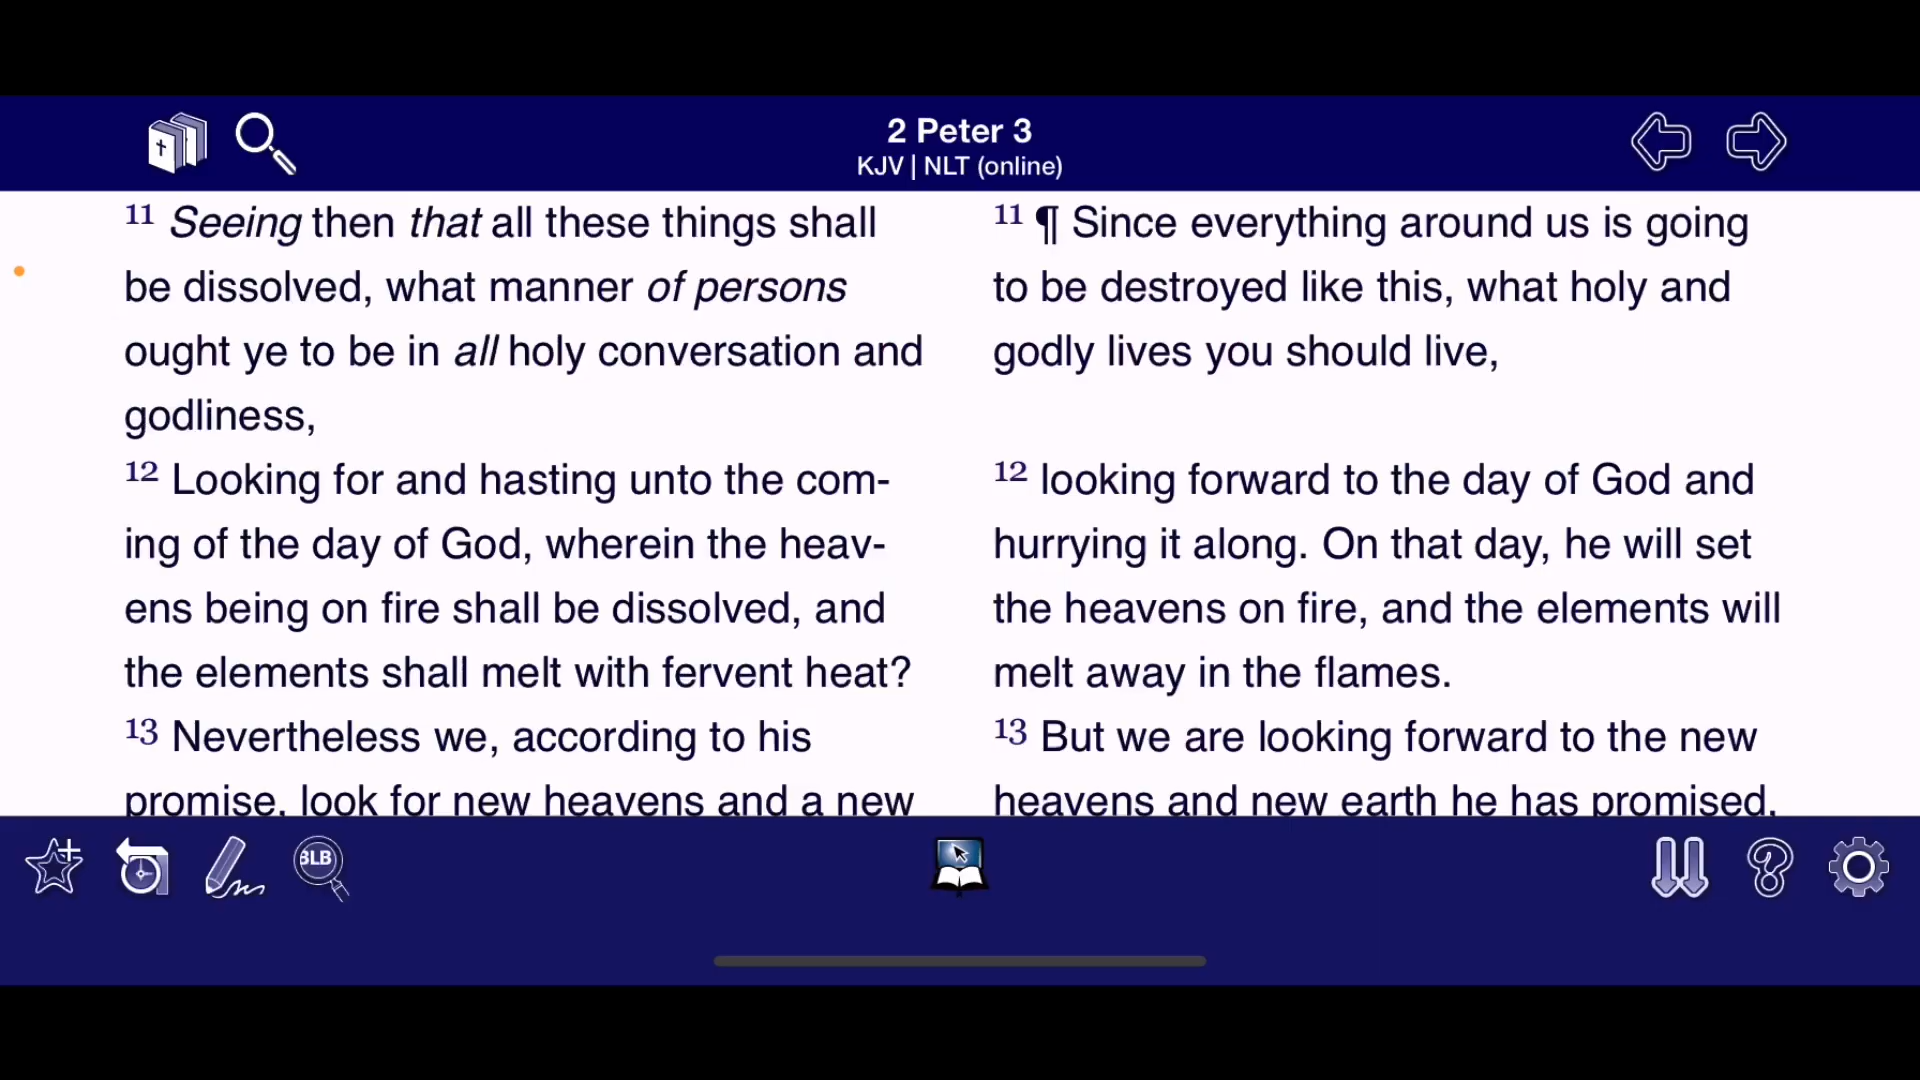 2 Peter 3
KJV | NLT (online)
11 Seeing then that all these things shall
be dissolved, what manner of persons
ought ye to be in all holy conversation and
godliness,
12 Looking for and hasting unto the com-
ing of the day of God, wherein the heav-
ens being on fire shall be dissolved, and
the elements shall melt with fervent heat?
13 Nevertheless we, according to his
promise, look for new heavens and a new
11 ¶ Since everything around us is going
to be destroyed like this, what holy and
godly lives you should live,
12 looking forward to the day of God and
hurrying it along. On that day, he will set
the heavens on fire, and the elements will
melt away in the flames.
13 But we are looking forward to the new
heavens and new earth he has promised,
BLB